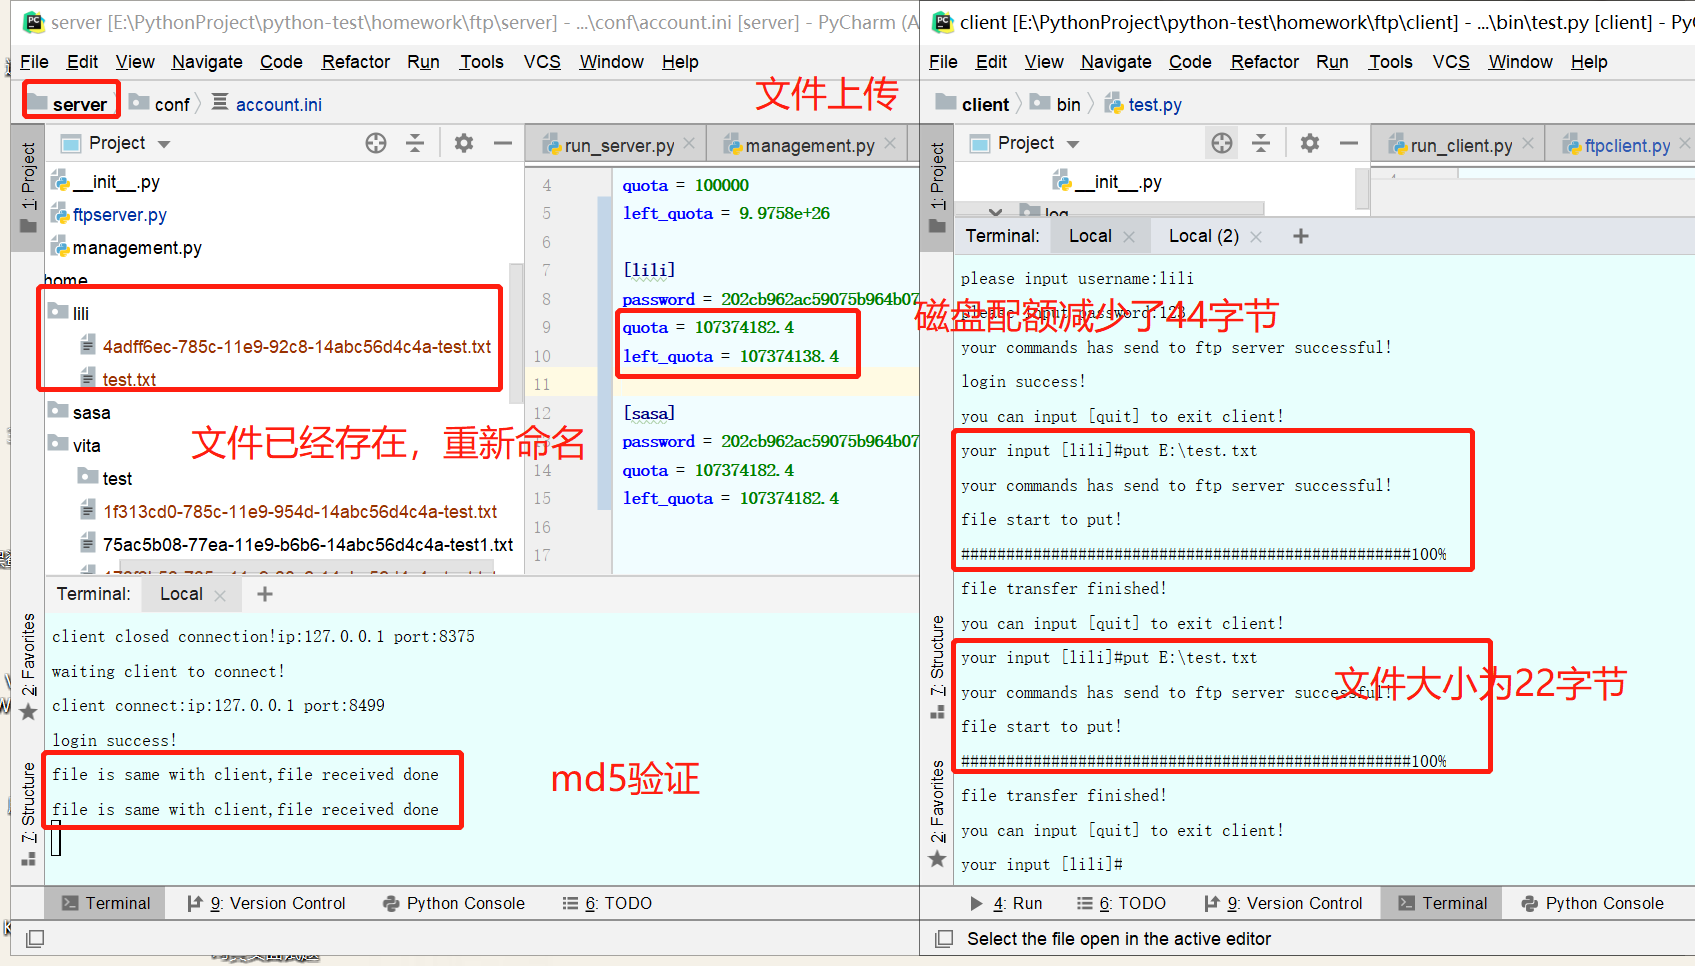 server [E:\PythonProject\python-test\homework\ftp\server] - ...\conf\account.ini [server] - PyCharm (A
File Edit View Navigate Code Refactor Run Tools VCS Window Help
server conf account.ini
文件上传
Project
run_server.py
management.py
1: Project
__init__.py
ftpserver.py
management.py
home
lili
4adff6ec-785c-11e9-92c8-14abc56d4c4a-test.txt
test.txt
sasa
vita
test
1f313cd0-785c-11e9-954d-14abc56d4c4a-test.txt
75ac5b08-77ea-11e9-b6b6-14abc56d4c4a-test1.txt
文件已经存在，重新命名
4 quota = 100000
5 left_quota = 9.9758e+26
6
7 [lili]
8 password = 202cb962ac59075b964b07
9 quota = 107374182.4
10 left_quota = 107374138.4
11
12 [sasa]
password = 202cb962ac59075b964b07
14 quota = 107374182.4
15 left_quota = 107374182.4
16
17
磁盘配额减少了44字节
Terminal: Local
client closed connection!ip:127.0.0.1 port:8375
waiting client to connect!
client connect:ip:127.0.0.1 port:8499
login success!
file is same with client,file received done
file is same with client,file received done
md5验证
2: Favorites
7: Structure
Terminal 9: Version Control Python Console 6: TODO
client [E:\PythonProject\python-test\homework\ftp\client] - ...\bin\test.py [client] - PyC
File Edit View Navigate Code Refactor Run Tools VCS Window Help
client bin test.py
Project
run_client.py
ftpclient.py
1: Project
__init__.py
log
Terminal: Local Local (2)
please input username:lili
please input password:123
your commands has send to ftp server successful!
login success!
you can input [quit] to exit client!
your input [lili]#put E:\test.txt
your commands has send to ftp server successful!
file start to put!
##################################################100%
file transfer finished!
you can input [quit] to exit client!
your input [lili]#put E:\test.txt
your commands has send to ftp server successful!
文件大小为22字节
file start to put!
##################################################100%
file transfer finished!
you can input [quit] to exit client!
your input [lili]#
7: Structure
2: Favorites
4: Run 6: TODO 9: Version Control Terminal Python Console
Select the file open in the active editor